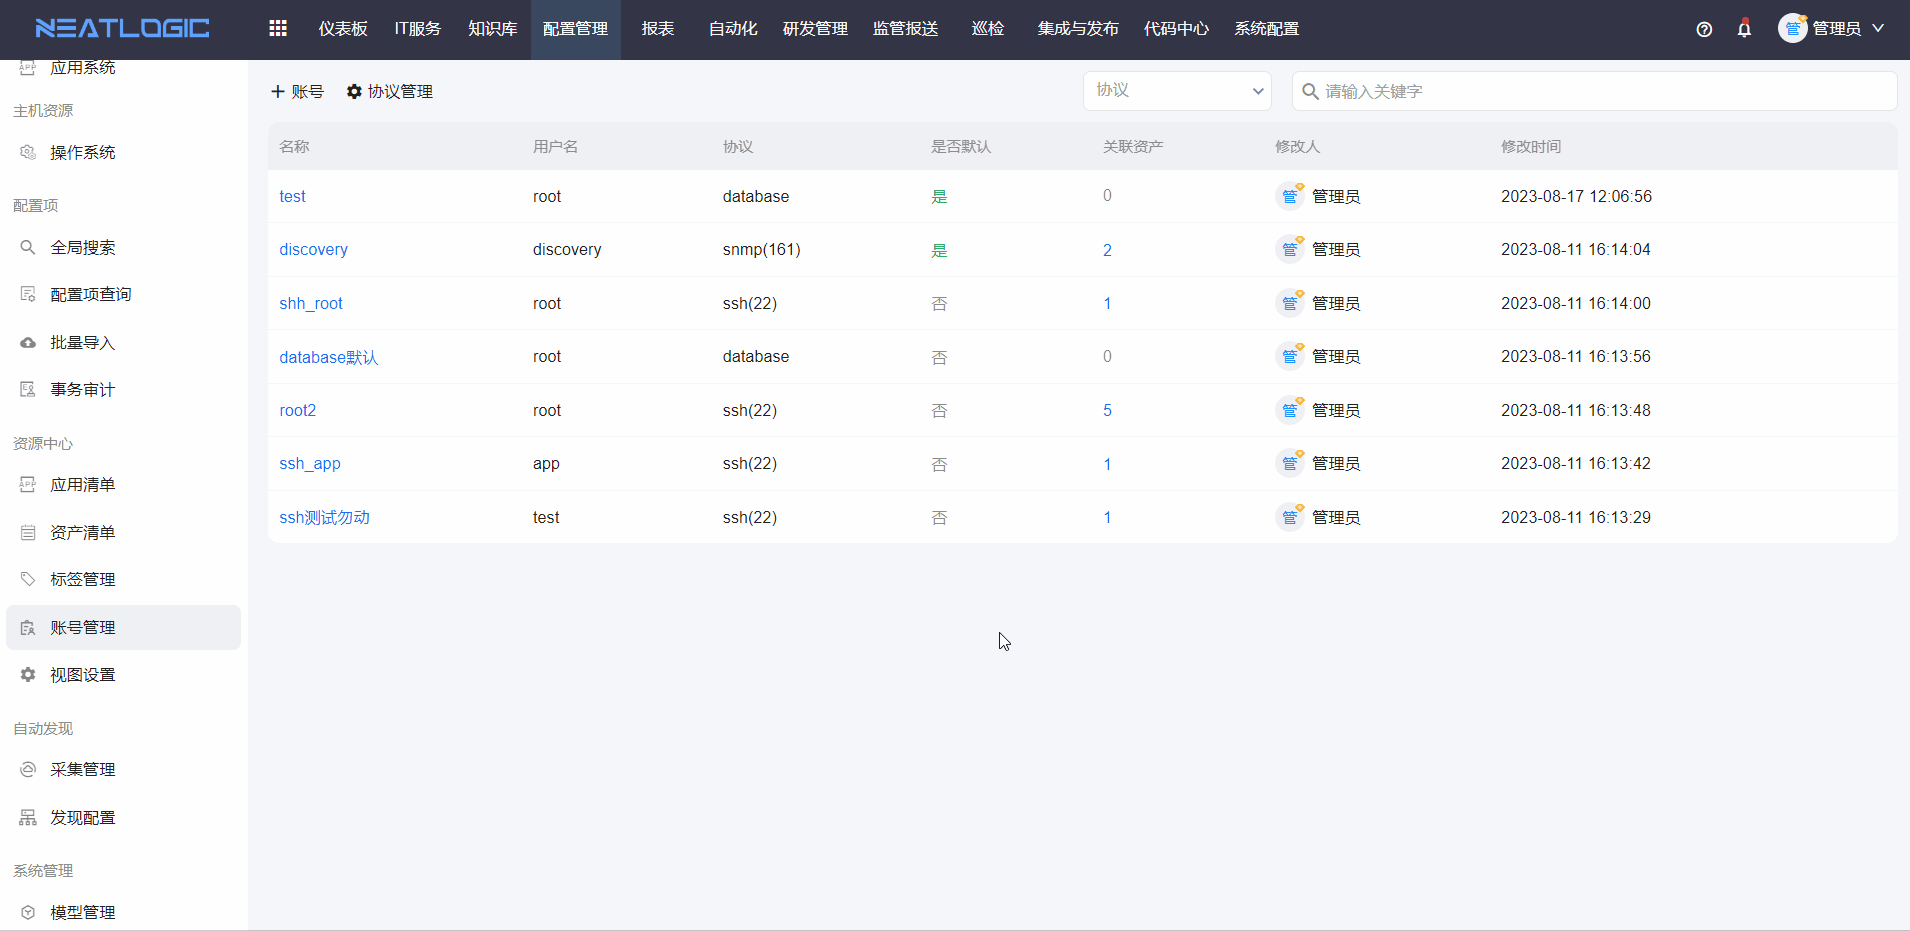 NEATLOGIC
仪表板 IT服务 知识库 配置管理 报表 自动化 研发管理 监管报送 巡检 集成与发布 代码中心 系统配置
管 管理员
应用系统
主机资源
操作系统
配置项
全局搜索
配置项查询
批量导入
事务审计
资源中心
应用清单
资产清单
标签管理
账号管理
视图设置
自动发现
采集管理
发现配置
系统管理
模型管理
账号 协议管理 协议 请输入关键字
名称 用户名 协议 是否默认 关联资产 修改人 修改时间
test root database 是 0 管 管理员 2023-08-17 12:06:56
discovery discovery snmp(161) 是 2 管 管理员 2023-08-11 16:14:04
shh_root root ssh(22) 否 1 管 管理员 2023-08-11 16:14:00
database默认 root database 否 0 管 管理员 2023-08-11 16:13:56
root2 root ssh(22) 否 5 管 管理员 2023-08-11 16:13:48
ssh_app app ssh(22) 否 1 管 管理员 2023-08-11 16:13:42
ssh测试勿动 test ssh(22) 否 1 管 管理员 2023-08-11 16:13:29